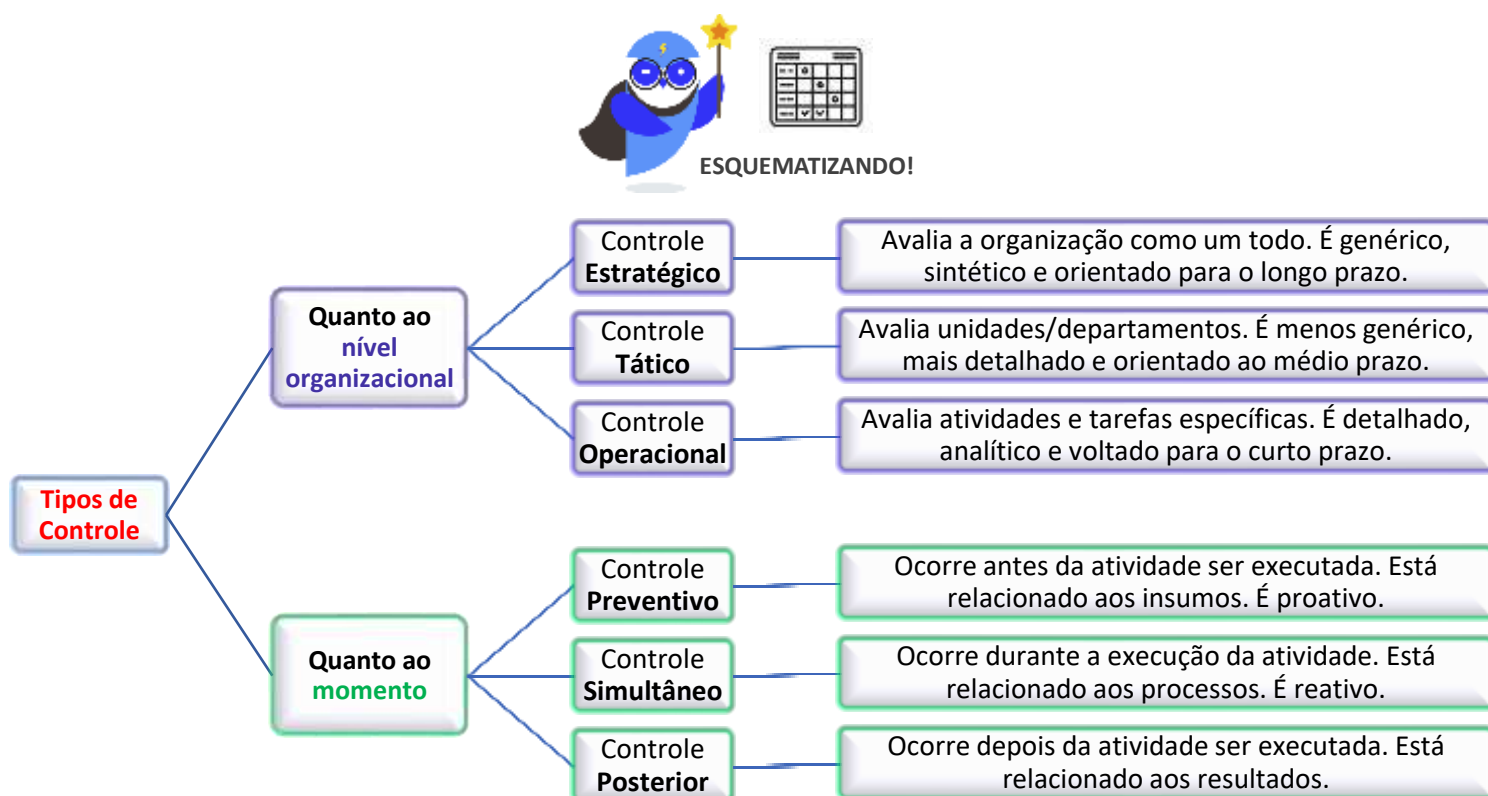 ESQUEMATIZANDO!
Tipos de
Controle
Quanto ao
nível
organizacional
Controle
Estratégico
Avalia a organização como um todo. É genérico,
sintético e orientado para o longo prazo.
Controle
Tático
Avalia unidades/departamentos. É menos genérico,
mais detalhado e orientado ao médio prazo.
Controle
Operacional
Avalia atividades e tarefas específicas. É detalhado,
analítico e voltado para o curto prazo.
Quanto ao
momento
Controle
Preventivo
Ocorre antes da atividade ser executada. Está
relacionado aos insumos. É proativo.
Controle
Simultâneo
Ocorre durante a execução da atividade. Está
relacionado aos processos. É reativo.
Controle
Posterior
Ocorre depois da atividade ser executada. Está
relacionado aos resultados.